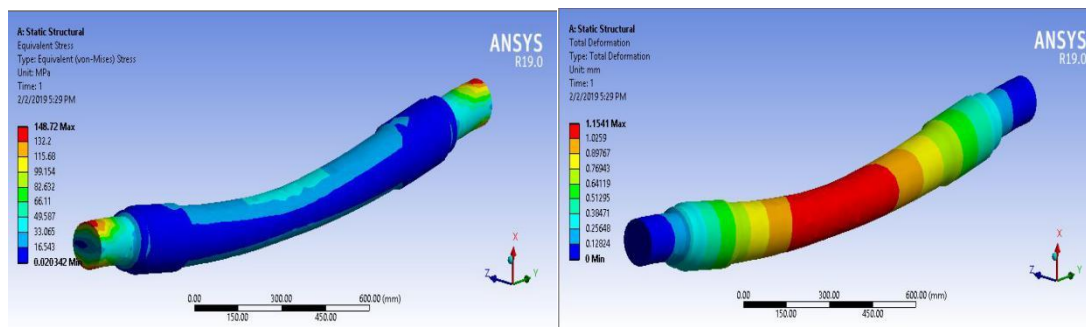 A: Static Structural
Equivalent Stress
Type: Equivalent (von-Mises) Stress
Unit: MPa
Time: 1
2/2/2019 5:29 PM
148.72 Max
132.2
115.68
99.154
82.632
66.11
49.587
33.065
16.543
0.020342 Min
ANSYS
R19.0
X
Z
Y
0.00 300.00 600.00 (mm)
150.00 450.00
A: Static Structural
Total Deformation
Type: Total Deformation
Unit: mm
Time: 1
2/2/2019 5:29 PM
1.1541 Max
1.0259
0.89767
0.76943
0.64119
0.51295
0.38471
0.25648
0.12824
0 Min
ANSYS
R19.0
X
Z
Y
0.00 300.00 600.00 (mm)
150.00 450.00